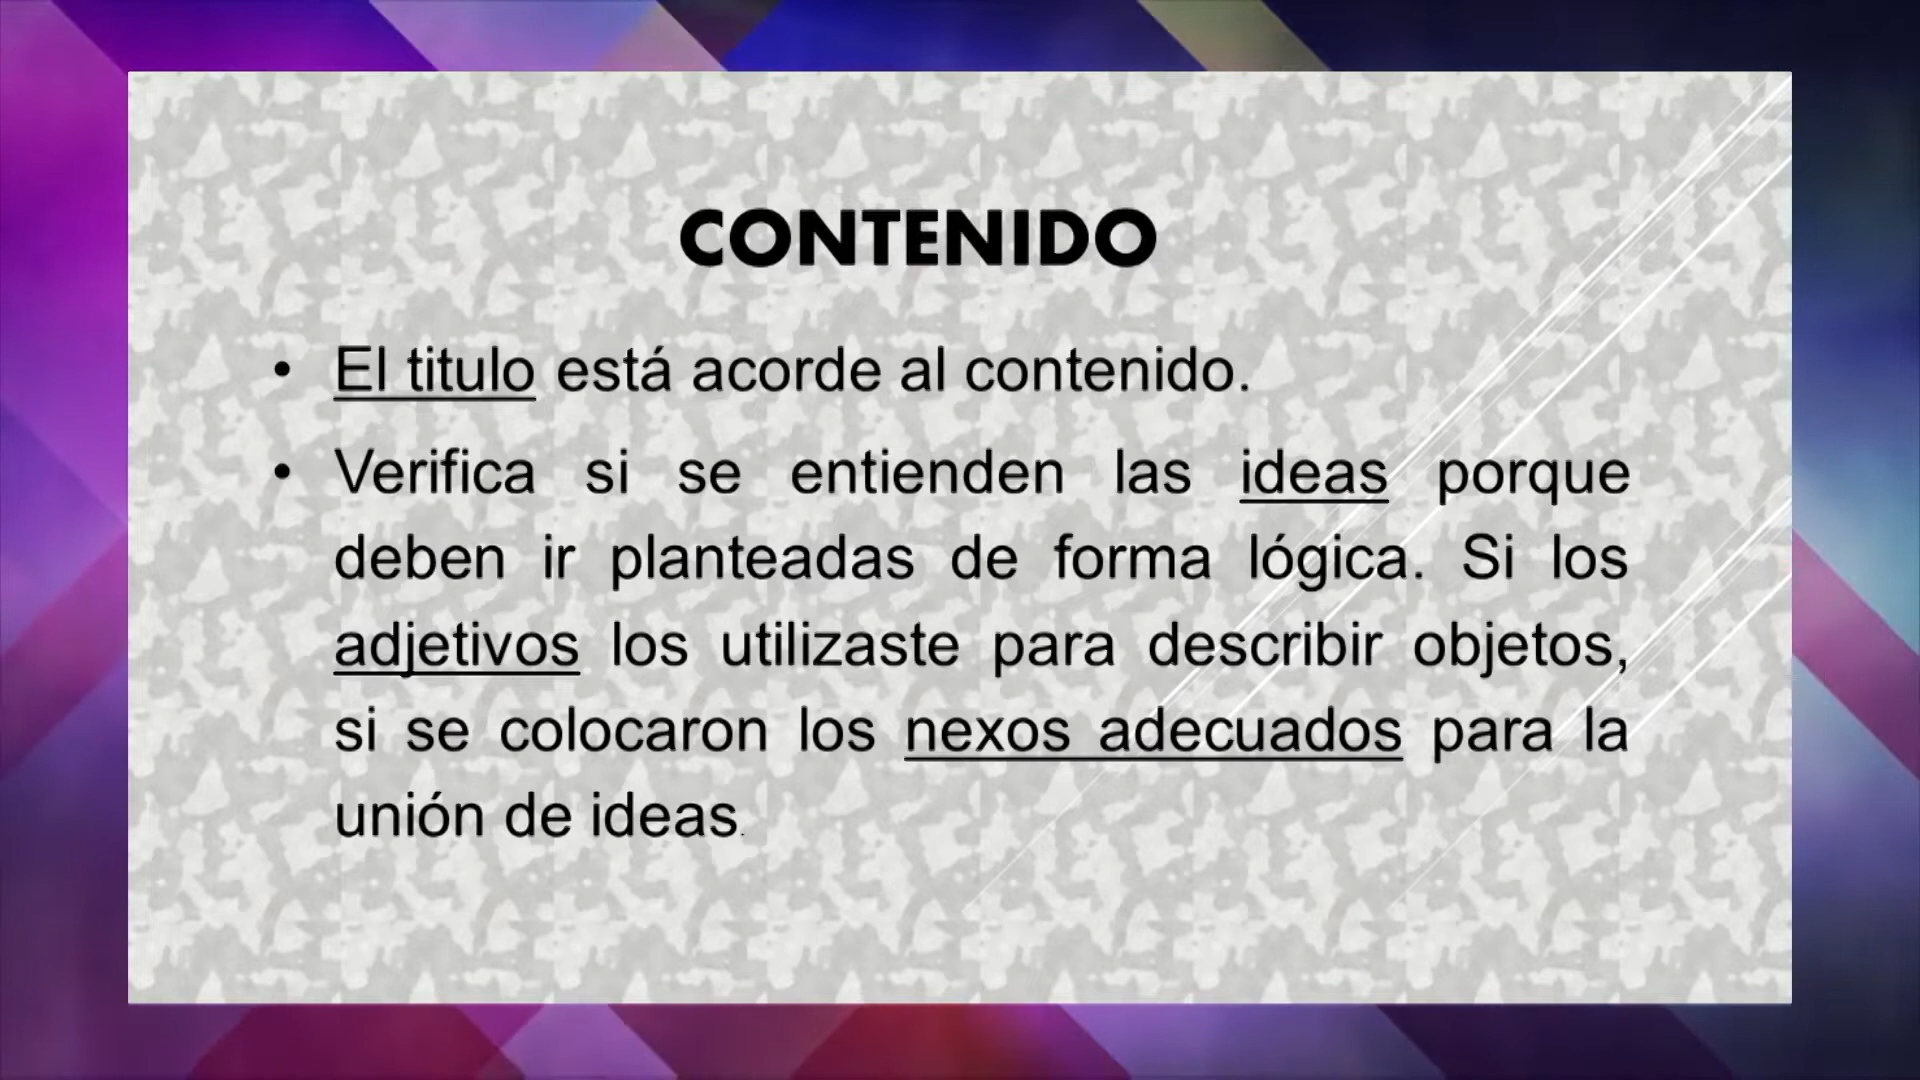 CONTENIDO
• El titulo está acorde al contenido.
• Verifica si se entienden las ideas porque
deben ir planteadas de forma lógica. Si los
adjetivos los utilizaste para describir objetos,
si se colocaron los nexos adecuados para la
unión de ideas.